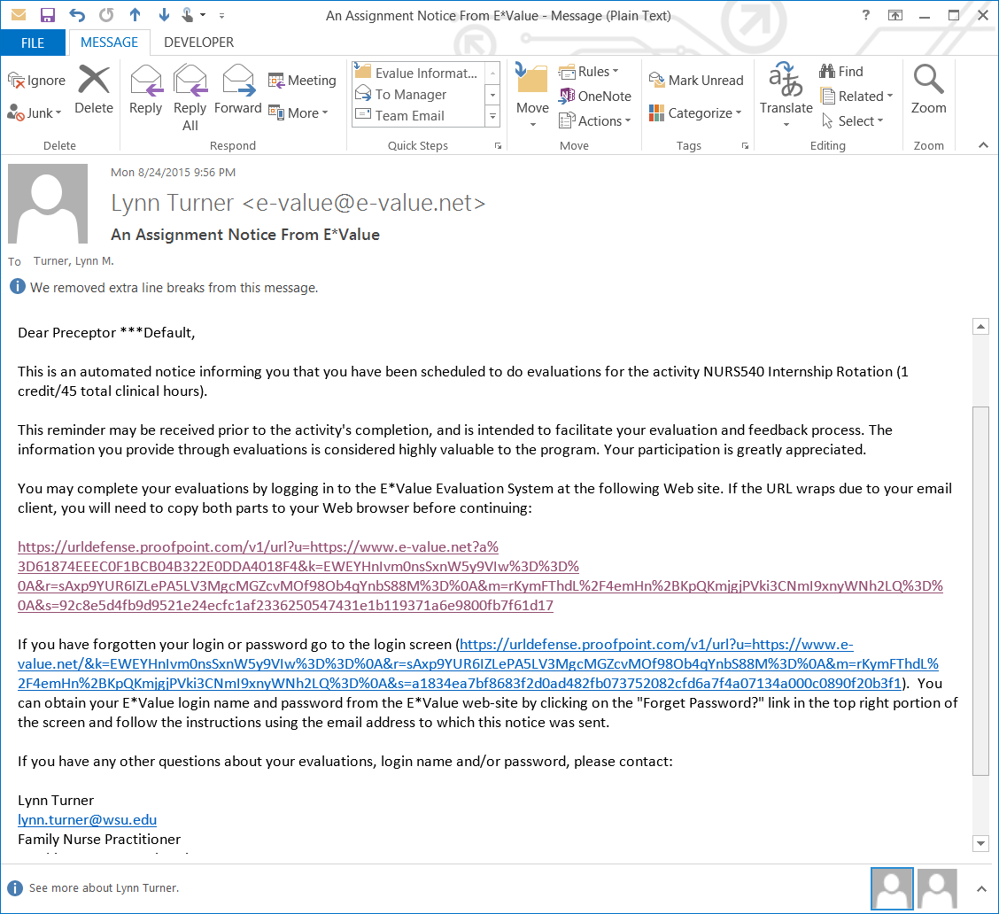 An Assignment Notice From E*Value - Message (Plain Text)
?
FILE
MESSAGE
DEVELOPER
Ignore
Junk
Delete
Delete
Reply
Reply All
Forward
Meeting
More
Respond
Evalue Informat...
To Manager
Team Email
Quick Steps
Move
Rules
OneNote
Actions
Move
Mark Unread
Categorize
Tags
Translate
Find
Related
Select
Editing
Zoom
Zoom
Mon 8/24/2015 9:56 PM
Lynn Turner <e-value@e-value.net>
An Assignment Notice From E*Value
To Turner, Lynn M.
We removed extra line breaks from this message.
Dear Preceptor ***Default,
This is an automated notice informing you that you have been scheduled to do evaluations for the activity NURS540 Internship Rotation (1
credit/45 total clinical hours).
This reminder may be received prior to the activity's completion, and is intended to facilitate your evaluation and feedback process. The
information you provide through evaluations is considered highly valuable to the program. Your participation is greatly appreciated.
You may complete your evaluations by logging in to the E*Value Evaluation System at the following Web site. If the URL wraps due to your email
client, you will need to copy both parts to your Web browser before continuing:
https://urldefense.proofpoint.com/v1/url?u=https://www.e-value.net?a%
3D61874EEEC0F1BCB04B322E0DDA4018F4&k=EWEYHnIvm0nsSxnW5y9VIw%3D%3D%
0A&r=sAxp9YUR6IZLePA5LV3MgcMGZcvMOf98Ob4qYnbS88M%3D%0A&m=rKymFThdL%2F4emHn%2BKpQKmjgjPVki3CNmI9xnyWNh2LQ%3D%
0A&s=92c8e5d4fb9d9521e24ecfc1af2336250547431e1b119371a6e9800fb7f61d17
If you have forgotten your login or password go to the login screen (https://urldefense.proofpoint.com/v1/url?u=https://www.e-
value.net/&k=EWEYHnIvm0nsSxnW5y9VIw%3D%3D%0A&r=sAxp9YUR6IZLePA5LV3MgcMGZcvMOf98Ob4qYnbS88M%3D%0A&m=rKymFThdL%
2F4emHn%2BKpQKmjgjPVki3CNmI9xnyWNh2LQ%3D%0A&s=a1834ea7bf8683f2d0ad482fb073752082cfd6a7f4a07134a000c0890f20b3f1).  You
can obtain your E*Value login name and password from the E*Value web-site by clicking on the "Forget Password?" link in the top right portion of
the screen and follow the instructions using the email address to which this notice was sent.
If you have any other questions about your evaluations, login name and/or password, please contact:
Lynn Turner
lynn.turner@wsu.edu
Family Nurse Practitioner
See more about Lynn Turner.